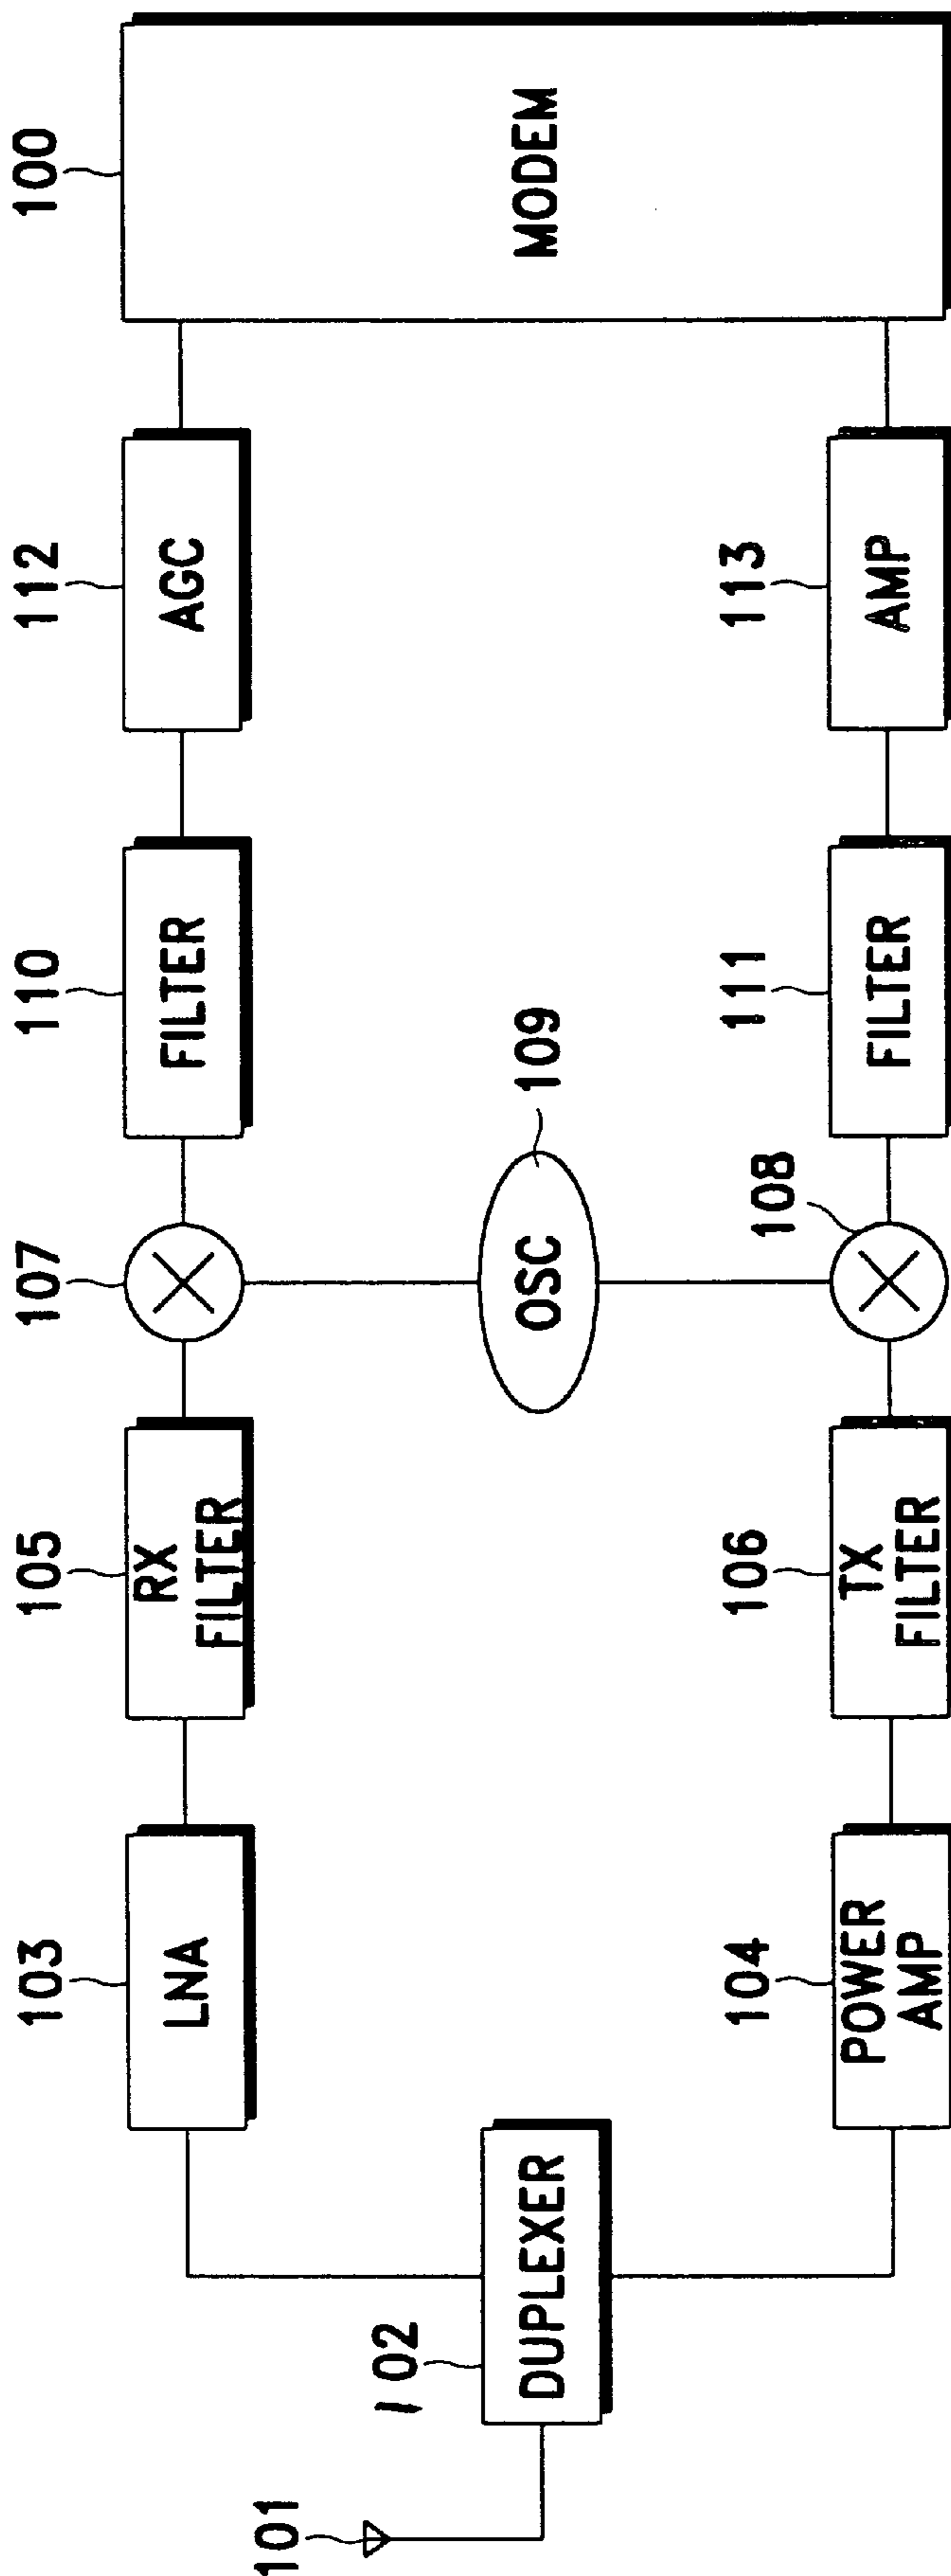 100
MODEM
112
AGC
113
AMP
110
FILTER
111
FILTER
107
109
OSC
108
105
RX
FILTER
106
TX
FILTER
103
LNA
104
POWER
AMP
102
DUPLEXER
101